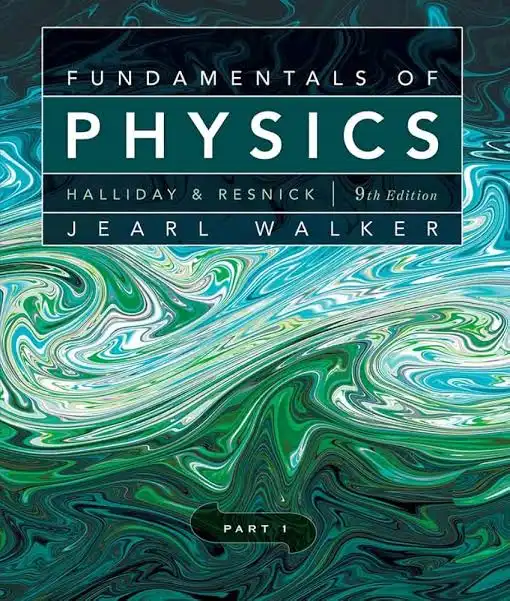 FUNDAMENTALS OF
PHYSICS
HALLIDAY & RESNICK | 9th Edition
JEARL WALKER
PART 1